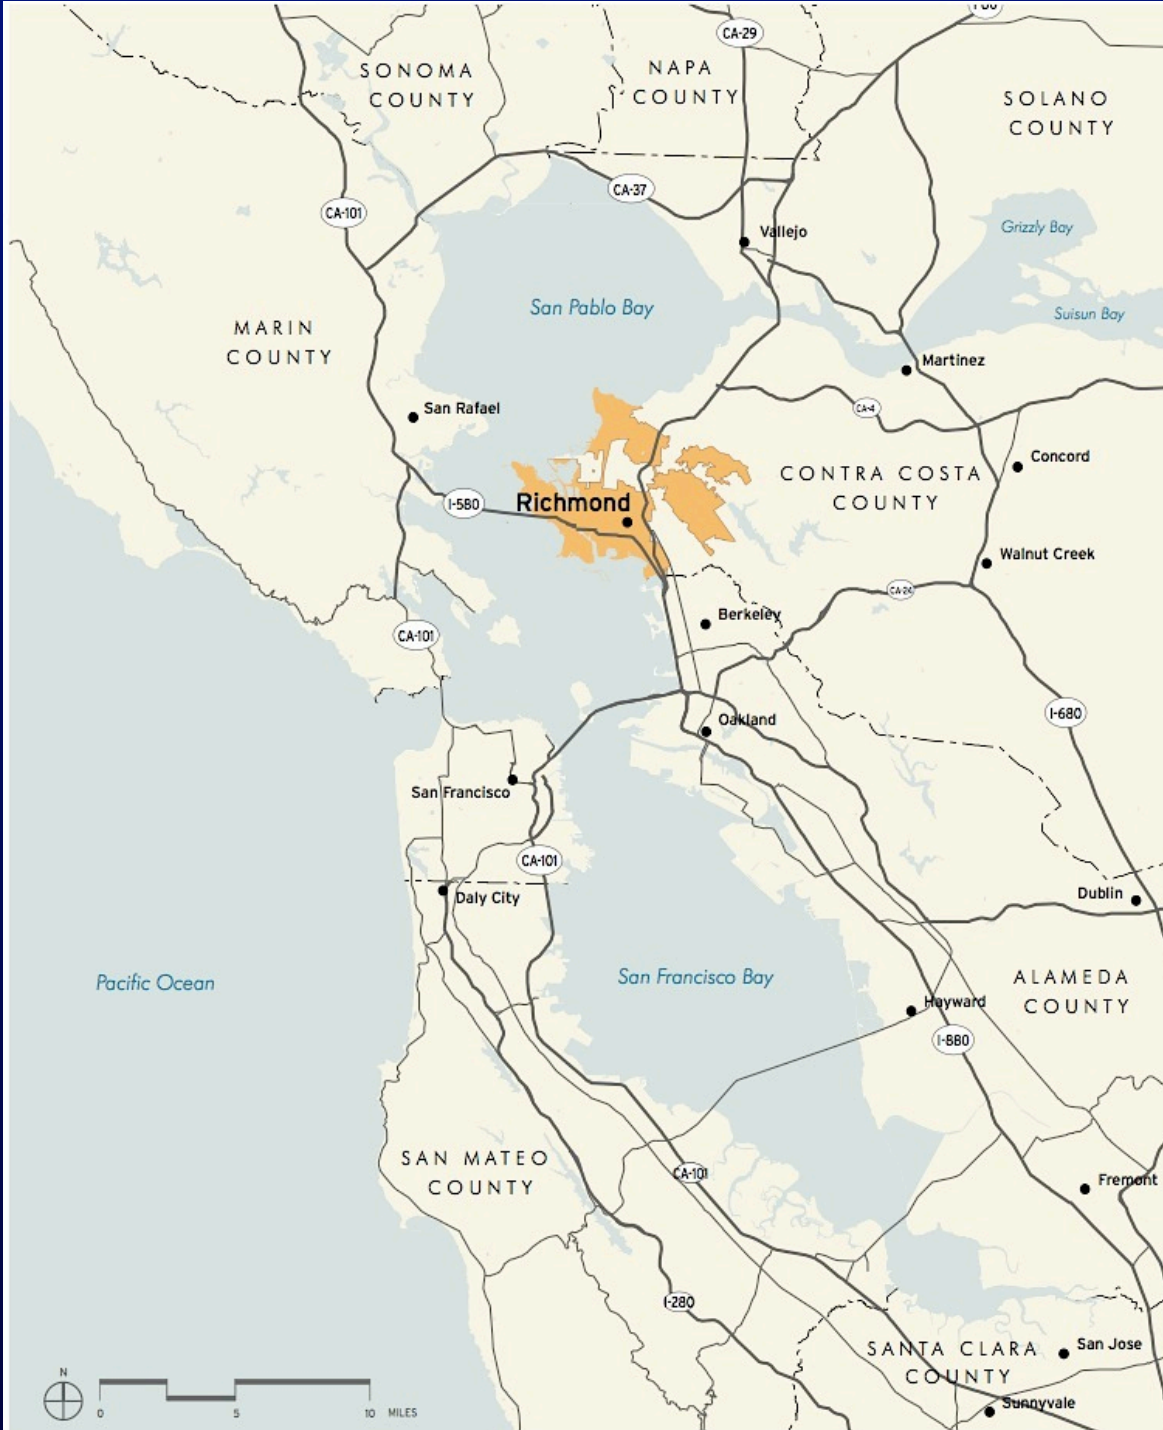 CA-29
SONOMA
COUNTY
NAPA
COUNTY
SOLANO
COUNTY
CA-37
CA-101
Vallejo
Grizzly Bay
San Pablo Bay
Suisun Bay
MARIN
COUNTY
Martinez
San Rafael
CA-4
Concord
CONTRA COSTA
COUNTY
I-580
Richmond
Walnut Creek
CA-24
Berkeley
CA-101
I-680
Oakland
San Francisco
CA-101
Daly City
Dublin
Pacific Ocean
San Francisco Bay
ALAMEDA
COUNTY
Hayward
I-880
SAN MATEO
COUNTY
CA-101
Fremont
I-280
SANTA CLARA
COUNTY
San Jose
Sunnyvale
N
0 5 10 MILES